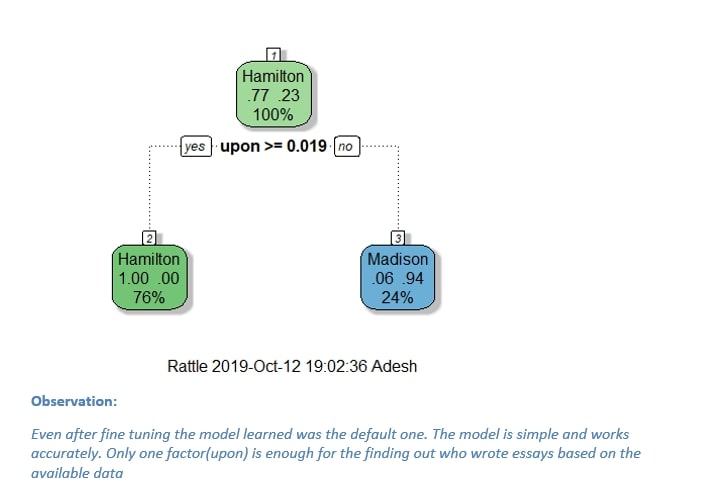 1
Hamilton
.77 .23
100%
yes upon >= 0.019 no
2
Hamilton
1.00 .00
76%
3
Madison
.06 .94
24%
Rattle 2019-Oct-12 19:02:36 Adesh
Observation:
Even after fine tuning the model learned was the default one. The model is simple and works
accurately. Only one factor(upon) is enough for the finding out who wrote essays based on the
available data